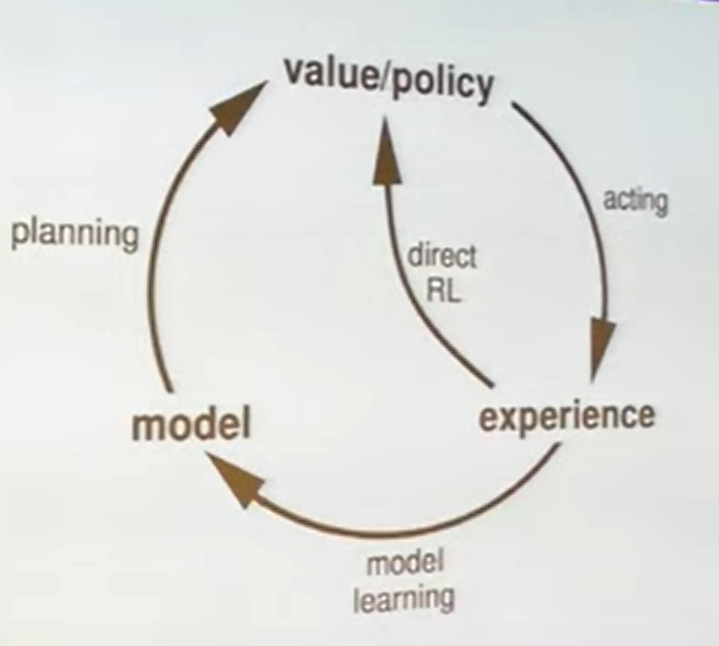 value/policy
acting
planning
direct
RL
model
experience
model
learning